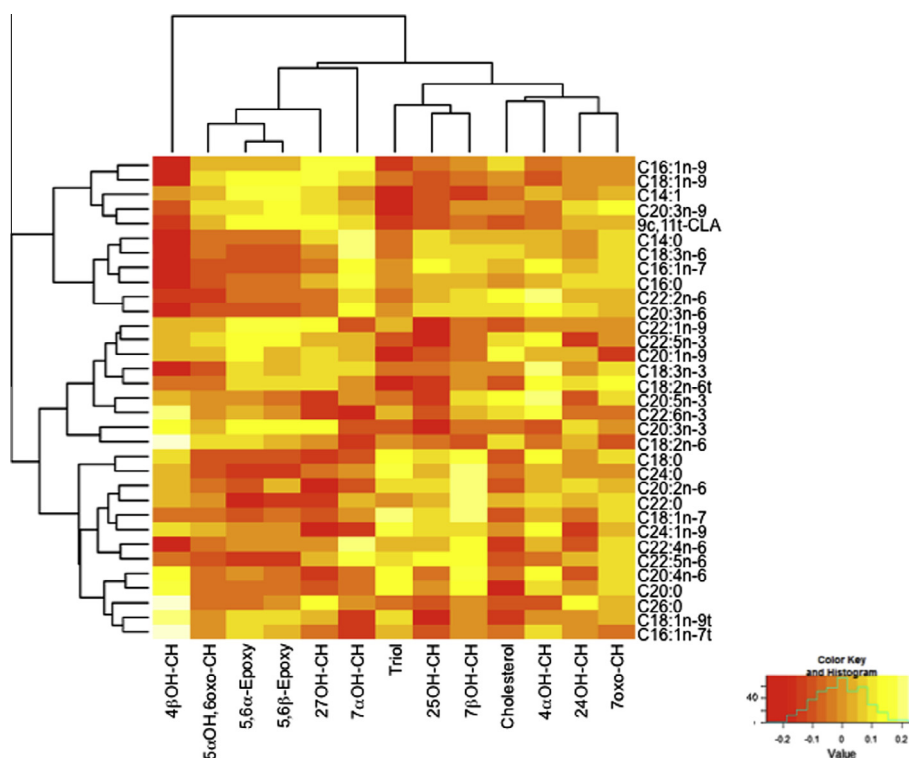 C16:1n-9
C18:1n-9
C14:1
C20:3n-9
9c,11t-CLA
C14:0
C18:3n-6
C16:1n-7
C16:0
C22:2n-6
C20:3n-6
C22:1n-9
C22:5n-3
C20:1n-9
C18:3n-3
C18:2n-6t
C20:5n-3
C22:6n-3
C20:3n-3
C18:2n-6
C18:0
C24:0
C20:2n-6
C22:0
C18:1n-7
C24:1n-9
C22:4n-6
C22:5n-6
C20:4n-6
C20:0
C26:0
C18:1n-9t
C16:1n-7t
4βOH-CH
5αOH,6oxo-CH
5,6α-Epoxy
5,6β-Epoxy
27OH-CH
7αOH-CH
Triol
25OH-CH
7βOH-CH
Cholesterol
4αOH-CH
24OH-CH
7oxo-CH
Color Key
and Histogram
40
-0.2 -0.1 0 0.1 0.2
Value